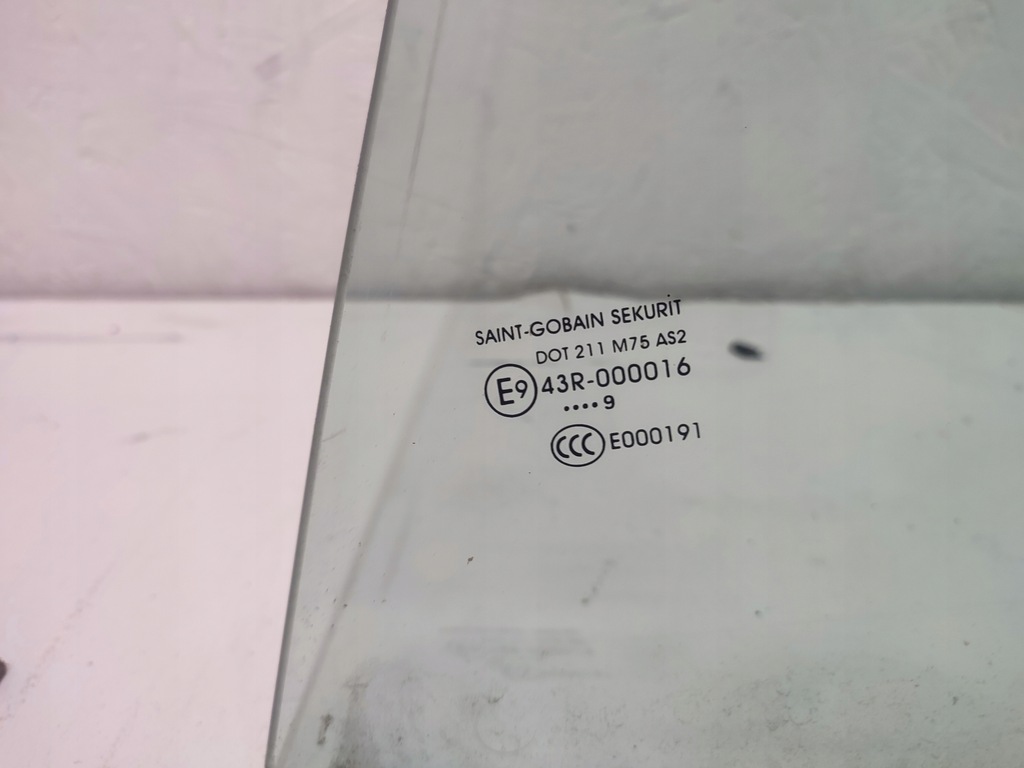 SAINT-GOBAIN SEKURIT
DOT 211 M75 AS2
E9 43R-000016
....9
CCC E000191